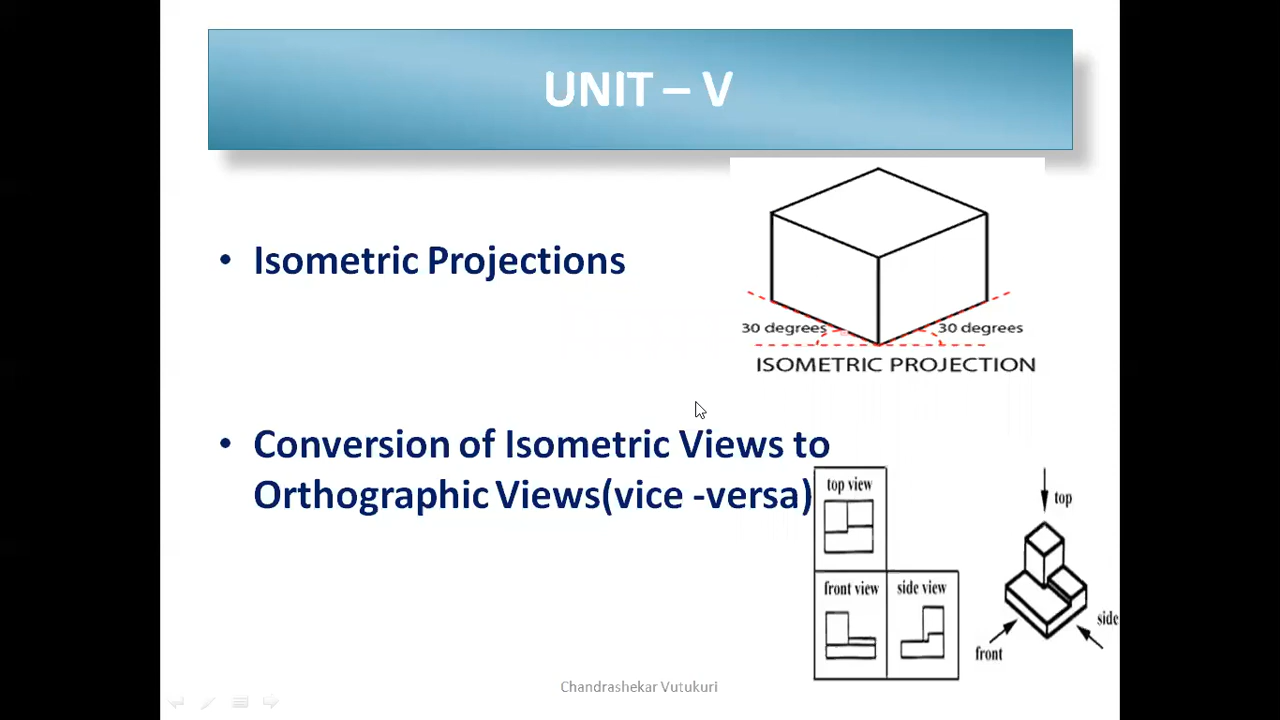 UNIT – V
• Isometric Projections
30 degrees
30 degrees
ISOMETRIC PROJECTION
• Conversion of Isometric Views to
Orthographic Views(vice -versa)
top view
top
front view
side view
side
front
Chandrashekar Vutukuri